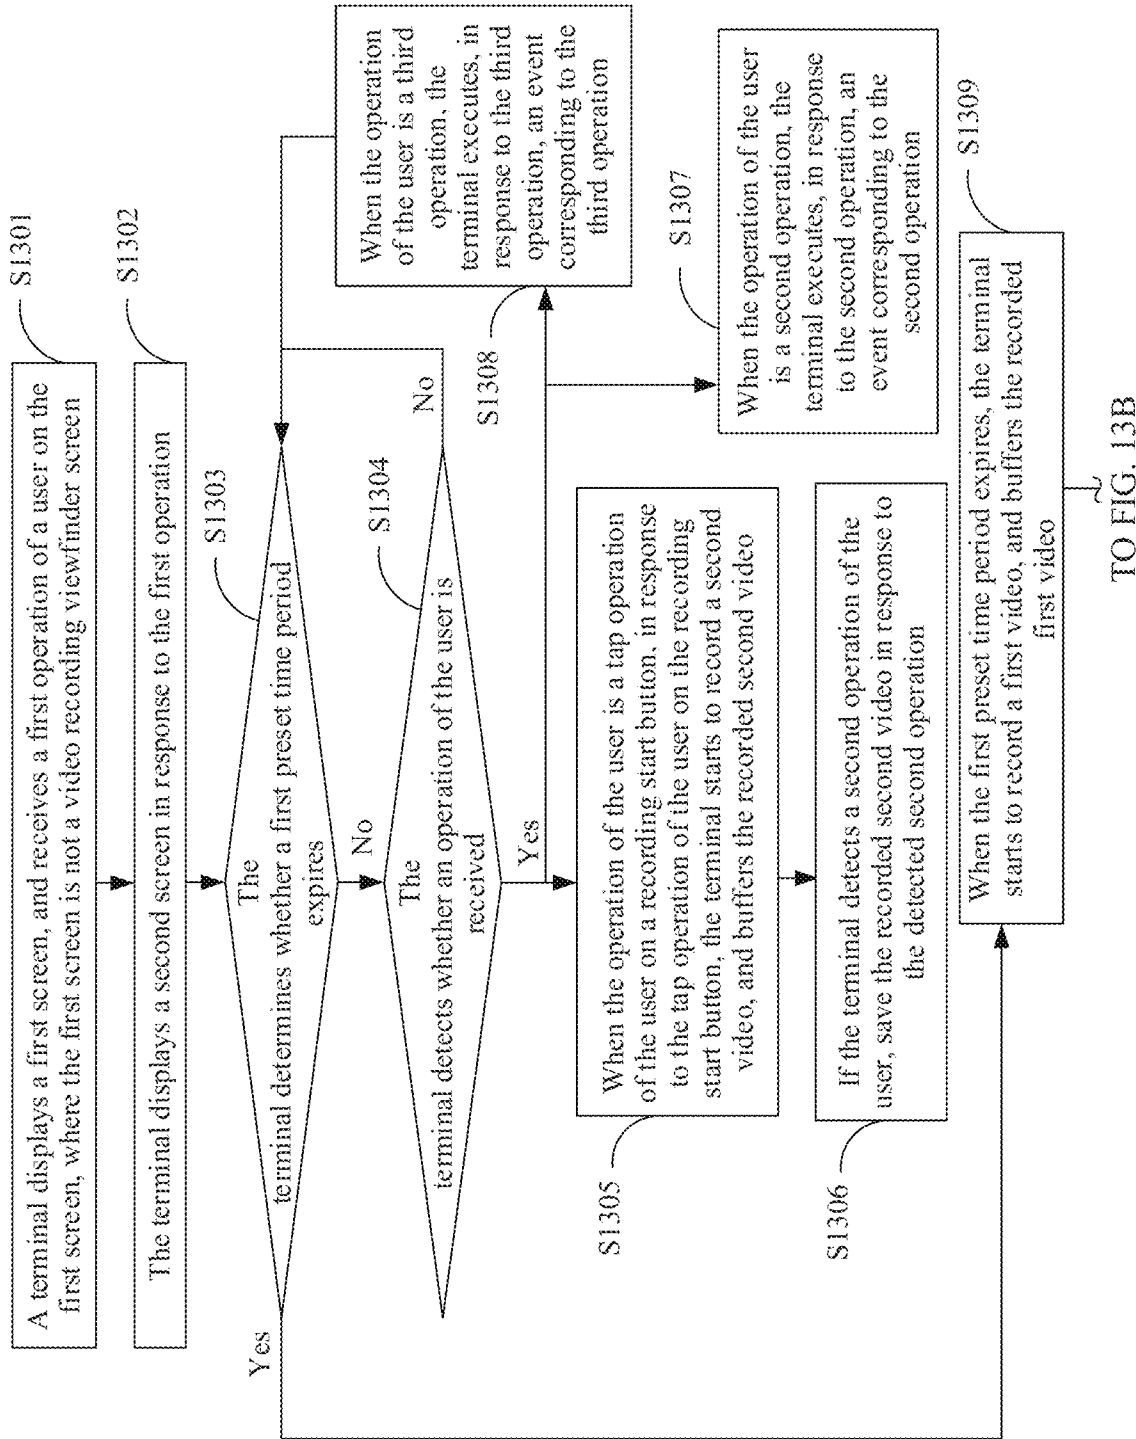 A terminal displays a first screen, and receives a first operation of a user on the
first screen, where the first screen is not a video recording viewfinder screen
S1301
The terminal displays a second screen in response to the first operation
S1302
The
terminal determines whether a first preset time period
expires
S1303
Yes
No
The
terminal detects whether an operation of the user is
received
S1304
No
Yes
When the operation of the user is a tap operation
of the user on a recording start button, in response
to the tap operation of the user on the recording
start button, the terminal starts to record a second
video, and buffers the recorded second video
S1305
If the terminal detects a second operation of the
user, save the recorded second video in response to
the detected second operation
S1306
When the operation of the user
is a second operation, the
terminal executes, in response
to the second operation, an
event corresponding to the
second operation
S1307
When the operation
of the user is a third
operation, the
terminal executes, in
response to the third
operation, an event
corresponding to the
third operation
S1308
When the first preset time period expires, the terminal
starts to record a first video, and buffers the recorded
first video
S1309
TO FIG. 13B